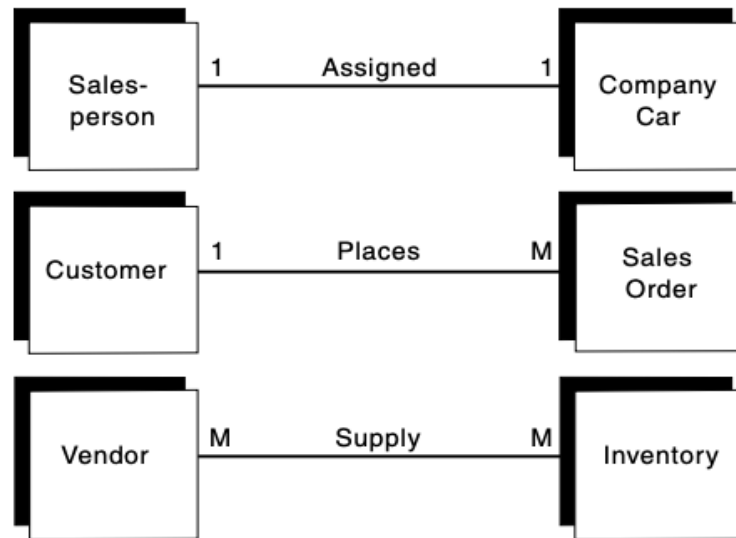 Sales-
person
1 Assigned 1
Company
Car
Customer
1 Places M
Sales
Order
Vendor
M Supply M
Inventory